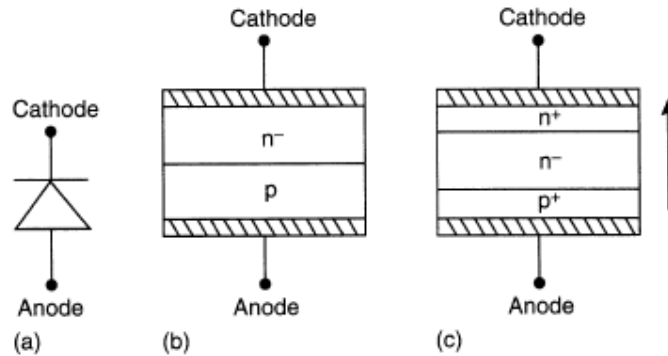 Cathode
Anode
(a)
Cathode
n⁻
p
Anode
(b)
Cathode
n⁺
n⁻
p⁺
Anode
(c)